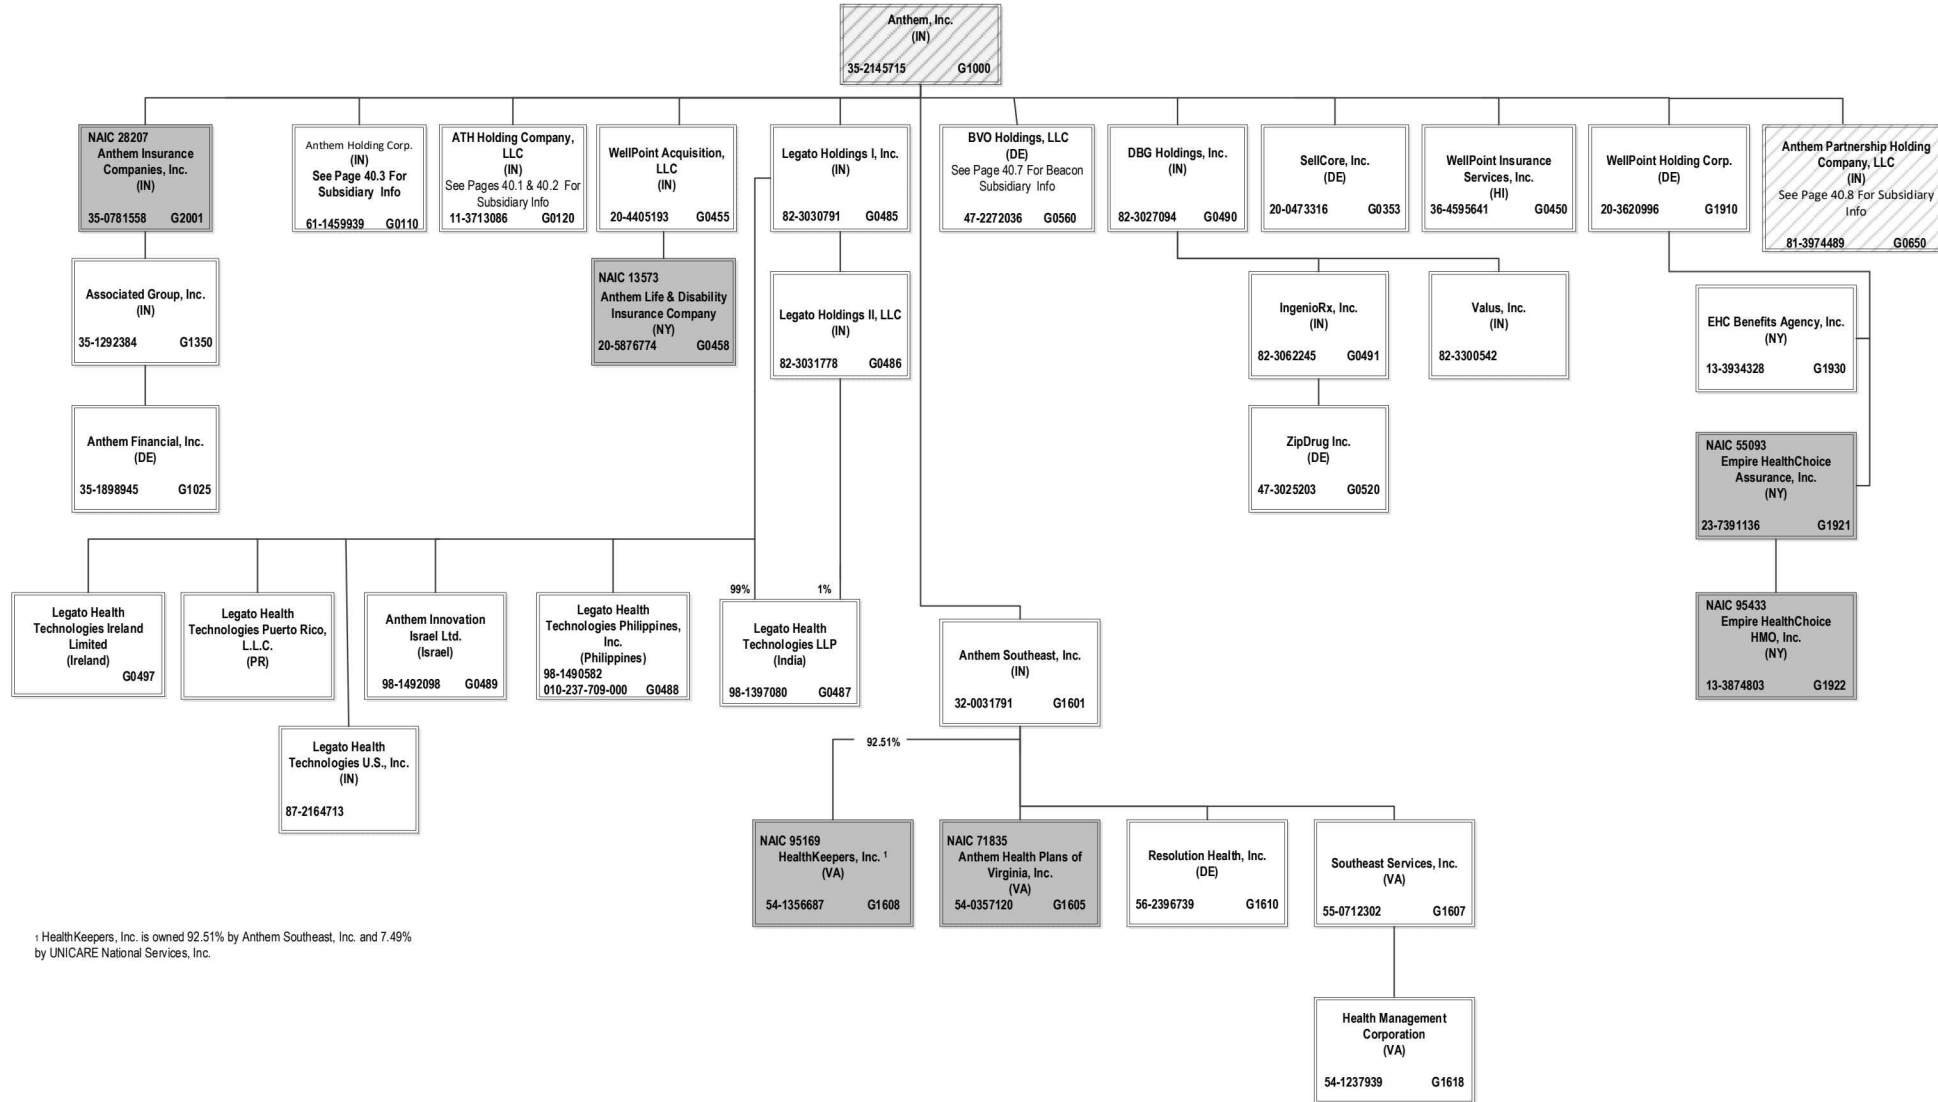 Anthem, Inc.
(IN)
35-2145715 G1000
NAIC 28207
Anthem Insurance
Companies, Inc.
(IN)
35-0781558 G2001
Anthem Holding Corp.
(IN)
See Page 40.3 For
Subsidiary Info
61-1459939 G0110
ATH Holding Company,
LLC
(IN)
See Pages 40.1 & 40.2 For
Subsidiary Info
11-3713086 G0120
WellPoint Acquisition,
LLC
(IN)
20-4405193 G0455
Legato Holdings I, Inc.
(IN)
82-3030791 G0485
BVO Holdings, LLC
(DE)
See Page 40.7 For Beacon
Subsidiary Info
47-2272036 G0560
DBG Holdings, Inc.
(IN)
82-3027094 G0490
SellCore, Inc.
(DE)
20-0473316 G0353
WellPoint Insurance
Services, Inc.
(HI)
36-4595641 G0450
WellPoint Holding Corp.
(DE)
20-3620996 G1910
Anthem Partnership Holding
Company, LLC
(IN)
See Page 40.8 For Subsidiary
Info
81-3974489 G0650
Associated Group, Inc.
(IN)
35-1292384 G1350
NAIC 13573
Anthem Life & Disability
Insurance Company
(NY)
20-5876774 G0458
Legato Holdings II, LLC
(IN)
82-3031778 G0486
IngenioRx, Inc.
(IN)
82-3062245 G0491
Valus, Inc.
(IN)
82-3300542
EHC Benefits Agency, Inc.
(NY)
13-3934328 G1930
Anthem Financial, Inc.
(DE)
35-1898945 G1025
ZipDrug Inc.
(DE)
47-3025203 G0520
NAIC 55093
Empire HealthChoice
Assurance, Inc.
(NY)
23-7391136 G1921
99% 1%
Legato Health
Technologies Ireland
Limited
(Ireland)
G0497
Legato Health
Technologies Puerto Rico,
L.L.C.
(PR)
Anthem Innovation
Israel Ltd.
(Israel)
98-1492098 G0489
Legato Health
Technologies Philippines,
Inc.
(Philippines)
98-1490582
010-237-709-000 G0488
Legato Health
Technologies LLP
(India)
98-1397080 G0487
Anthem Southeast, Inc.
(IN)
32-0031791 G1601
NAIC 95433
Empire HealthChoice
HMO, Inc.
(NY)
13-3874803 G1922
Legato Health
Technologies U.S., Inc.
(IN)
87-2164713
92.51%
NAIC 95169
HealthKeepers, Inc. ¹
(VA)
54-1356687 G1608
NAIC 71835
Anthem Health Plans of
Virginia, Inc.
(VA)
54-0357120 G1605
Resolution Health, Inc.
(DE)
56-2396739 G1610
Southeast Services, Inc.
(VA)
55-0712302 G1607
¹ HealthKeepers, Inc. is owned 92.51% by Anthem Southeast, Inc. and 7.49%
by UNICARE National Services, Inc.
Health Management
Corporation
(VA)
54-1237939 G1618